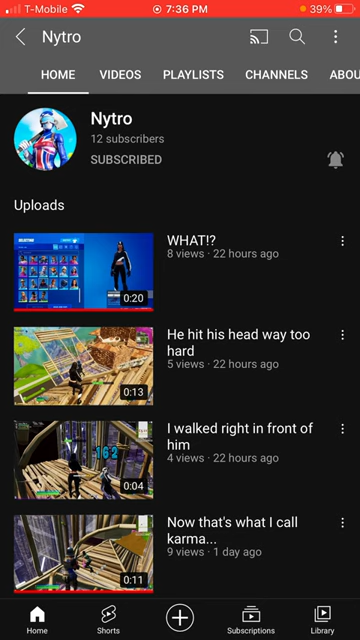 T-Mobile 7:36 PM 39%
Nytro
HOME VIDEOS PLAYLISTS CHANNELS ABOU
Nytro
12 subscribers
SUBSCRIBED
Uploads
WHAT!?
8 views · 22 hours ago
0:20
He hit his head way too
hard
5 views · 22 hours ago
0:13
I walked right in front of
him
4 views · 22 hours ago
162
0:04
Now that's what I call
karma...
9 views · 1 day ago
0:11
Home Shorts Subscriptions Library